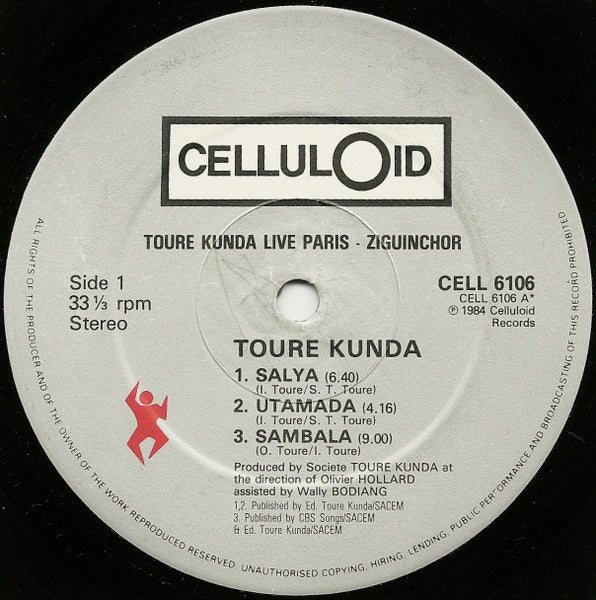 CELLULOID
TOURE KUNDA LIVE PARIS - ZIGUINCHOR
Side 1
33 ⅓ rpm
Stereo
CELL 6106
CELL 6106 A*
℗ 1984 Celluloid
Records
TOURE KUNDA
1. SALYA (6.40)
(I. Toure/S. T. Toure)
2. UTAMADA (4.16)
(I. Toure/S. T. Toure)
3. SAMBALA (9.00)
(O. Toure/I. Toure)
Produced by Societe TOURE KUNDA at
the direction of Olivier HOLLARD
assisted by Wally BODIANG
1,2. Published by Ed. Toure Kunda/SACEM
3. Published by CBS Songs/SACEM
& Ed. Toure Kunda/SACEM
ALL RIGHTS OF THE PRODUCER AND OF THE OWNER OF THE WORK REPRODUCED RESERVED. UNAUTHORISED COPYING, HIRING, LENDING, PUBLIC PERFORMANCE AND BROADCASTING OF THIS RECORD PROHIBITED